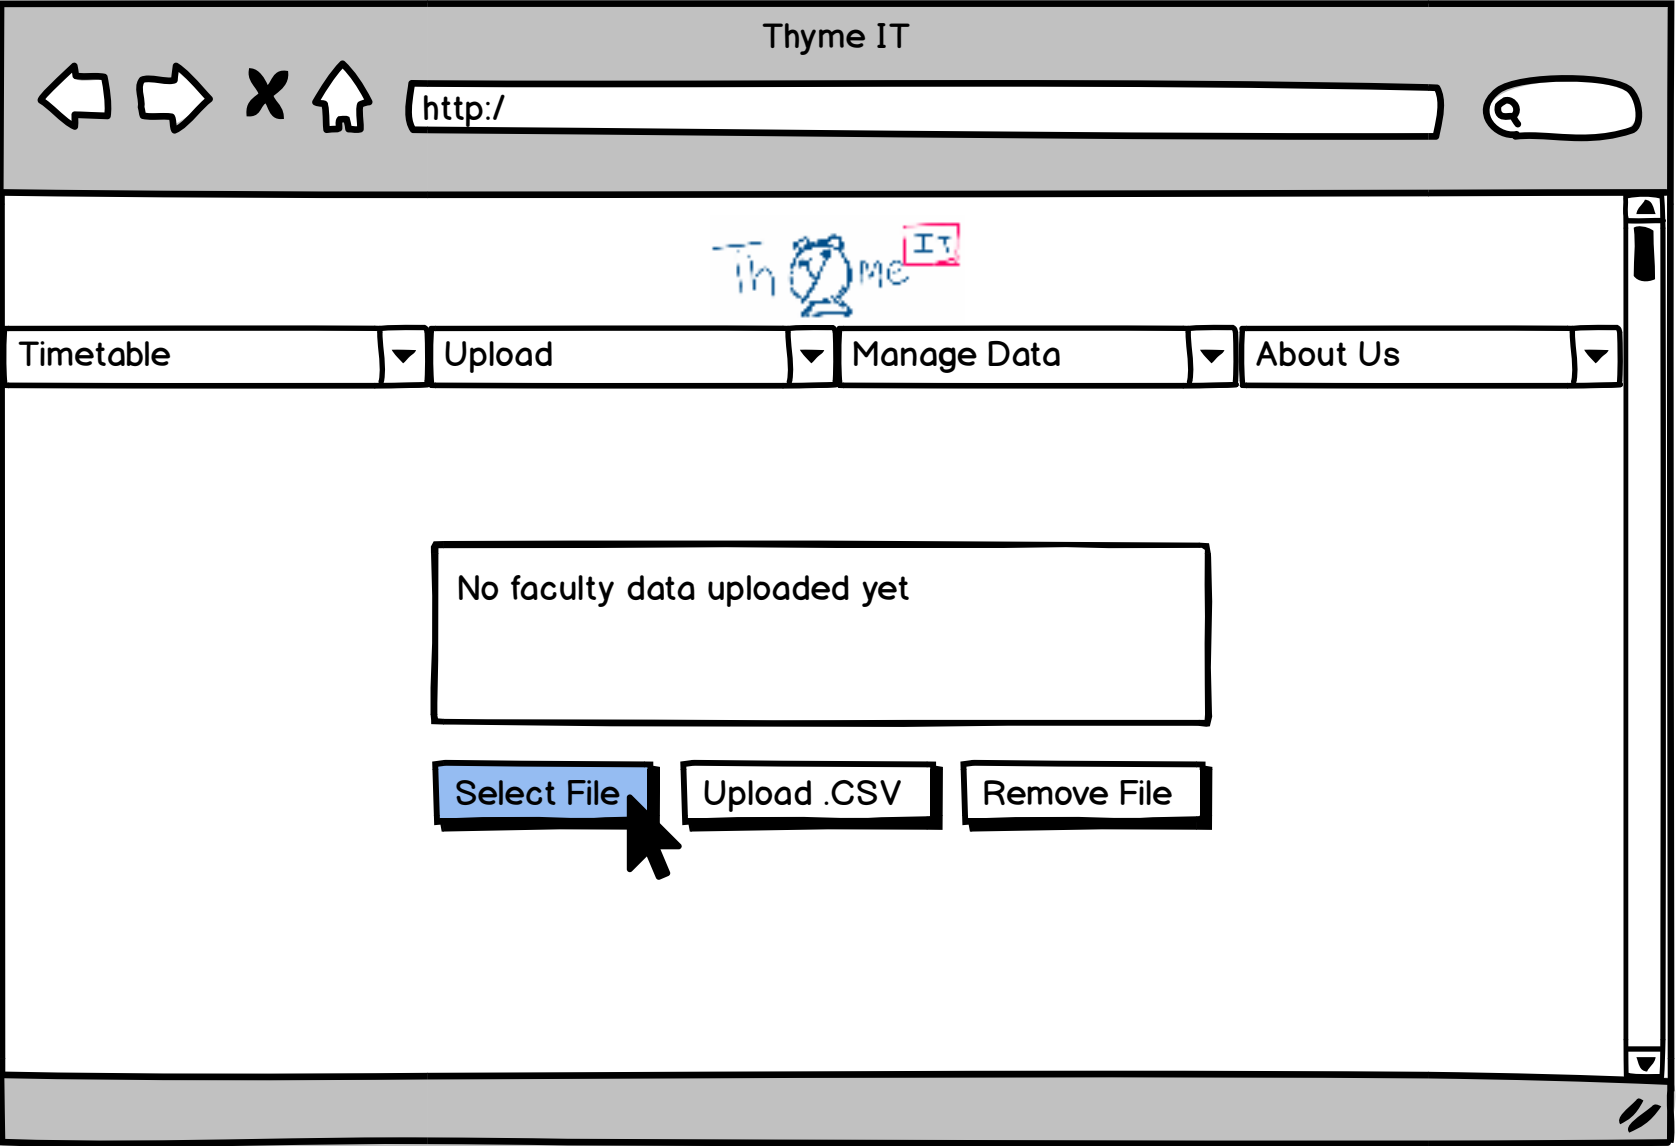 Thyme IT
http:/
Thyme IT
Timetable Upload Manage Data About Us
No faculty data uploaded yet
Select File Upload .CSV Remove File